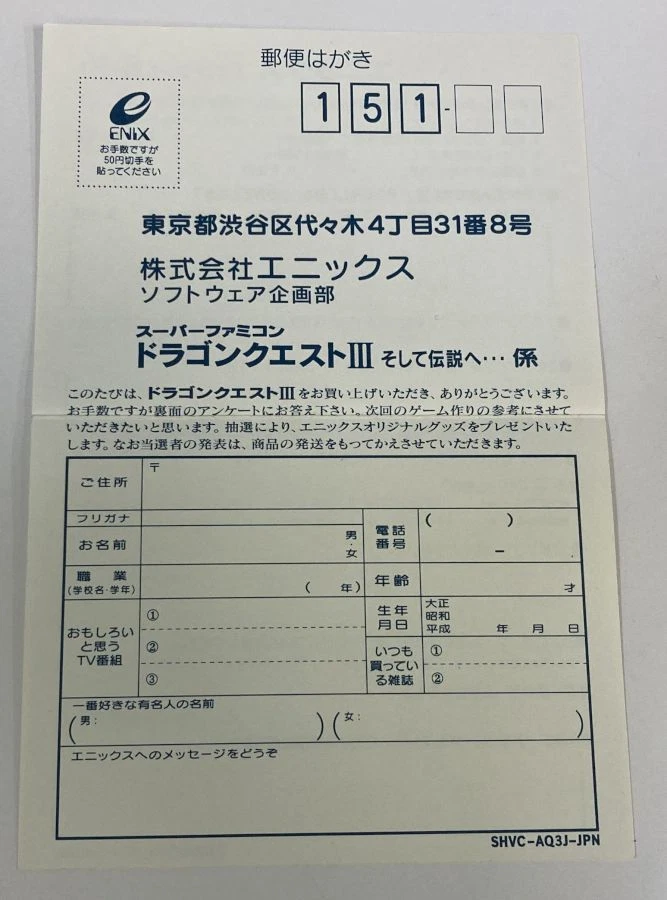 郵便はがき
151-
ENIX
お手数ですが
50円切手を
貼ってください
東京都渋谷区代々木4丁目31番8号
株式会社エニックス
ソフトウェア企画部
スーパーファミコン
ドラゴンクエストIII そして伝説へ… 係
このたびは、ドラゴンクエストIIIをお買い上げいただき、ありがとうございます。
お手数ですが裏面のアンケートにお答え下さい。次回のゲーム作りの参考にさせて
いただきたいと思います。抽選により、エニックスオリジナルグッズをプレゼントいた
します。なお当選者の発表は、商品の発送をもってかえさせていただきます。
ご住所 〒
フリガナ
お名前 男・女
電話番号 ( ) −
職業 (学校名・学年) ( 年)
年齢 才
おもしろい
と思う
TV番組
①
②
③
生年月日 大正 昭和 平成 年 月 日
いつも
買ってい
る雑誌
①
②
一番好きな有名人の名前
(男: ) (女: )
エニックスへのメッセージをどうぞ
SHVC-AQ3J-JPN